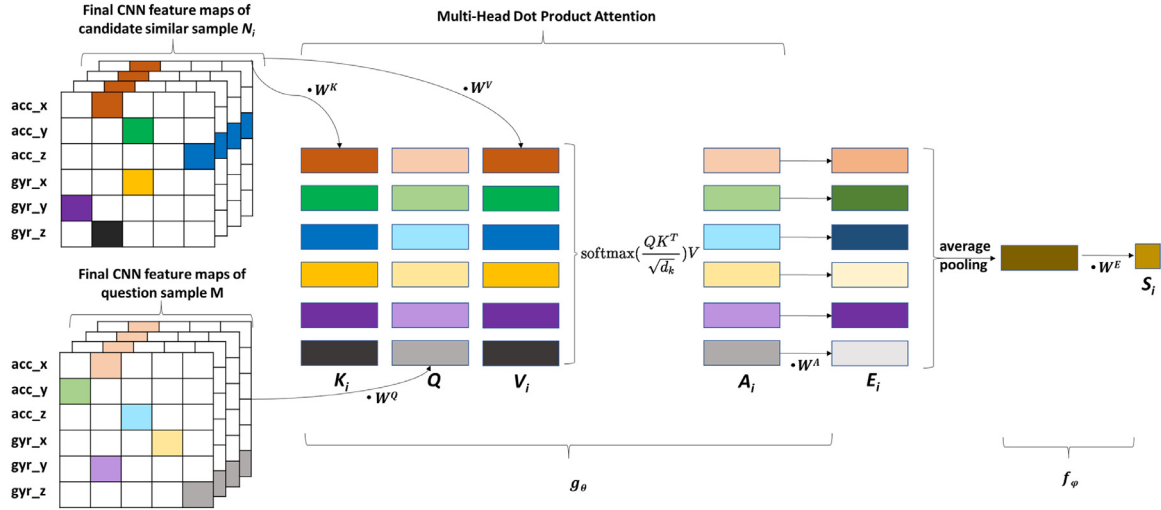 Final CNN feature maps of
candidate similar sample N_i
Multi-Head Dot Product Attention
acc_x
acc_y
acc_z
gyr_x
gyr_y
gyr_z
• W^K
• W^V
softmax(QK^T/√d_k)V
average
pooling
• W^E
S_i
Final CNN feature maps of
question sample M
acc_x
acc_y
acc_z
gyr_x
gyr_y
gyr_z
K_i
Q
V_i
A_i
• W^A
E_i
• W^Q
g_θ
f_φ